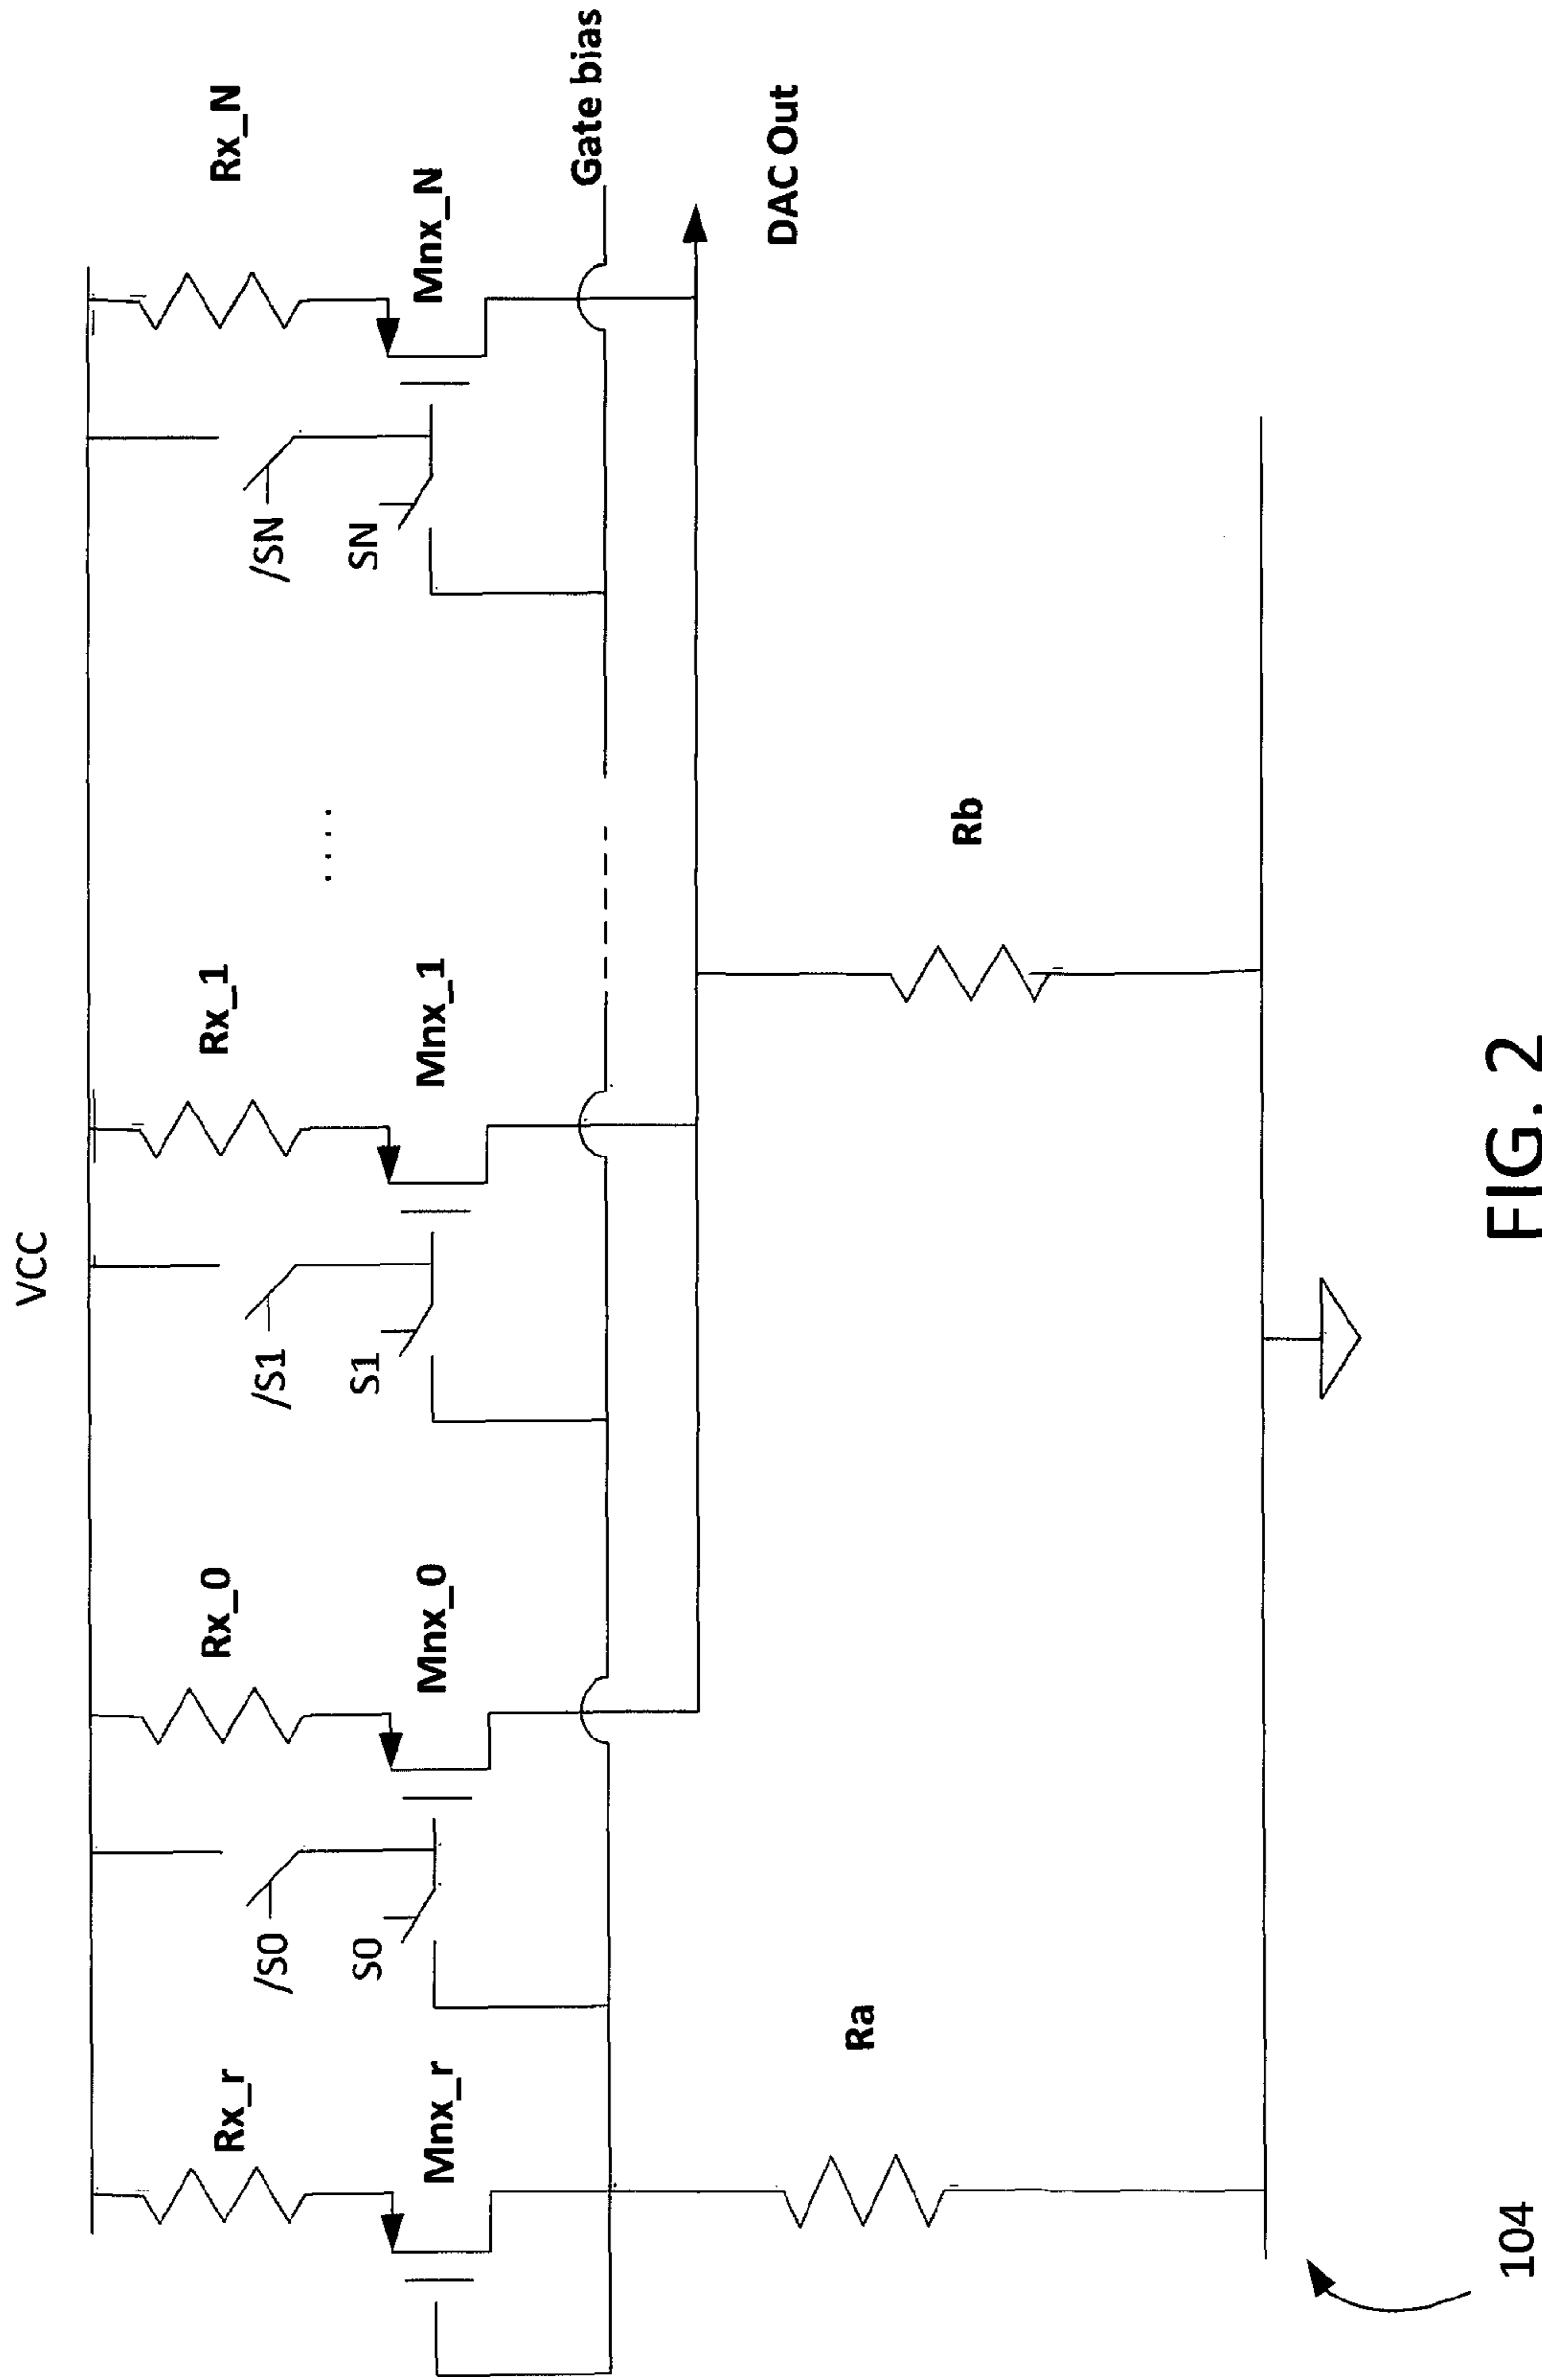 VCC
Rx_r
Rx_0
Rx_1
Rx_N
/S0
/S1
/SN
S0
S1
SN
Mnx_r
Mnx_0
Mnx_1
....
Mnx_N
Gate bias
DAC Out
Ra
Rb
104
FIG. 2